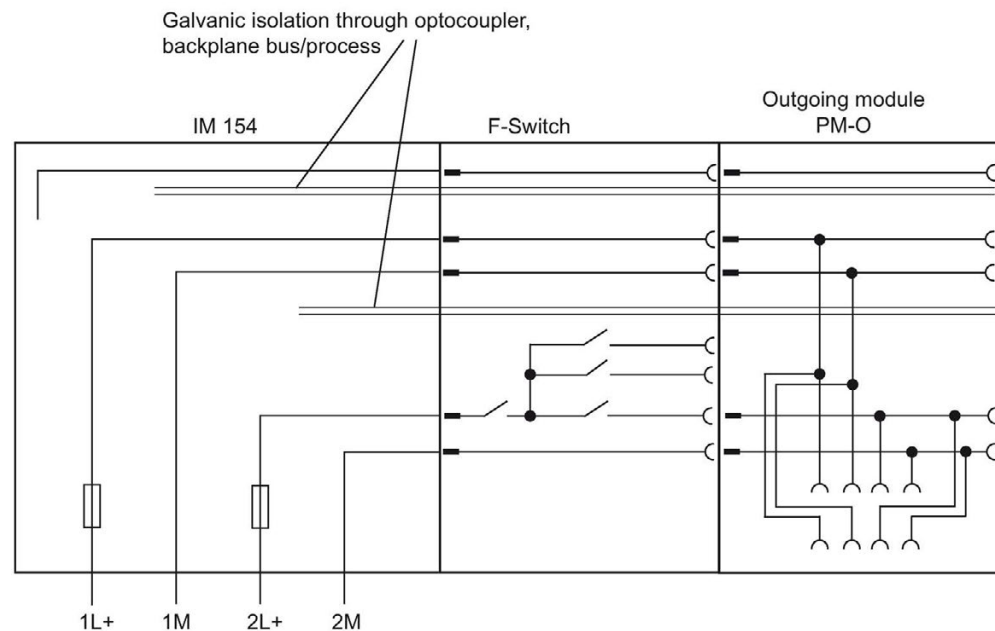 Galvanic isolation through optocoupler,
backplane bus/process
Outgoing module
IM 154
F-Switch
PM-O
1L+
1M
2L+
2M